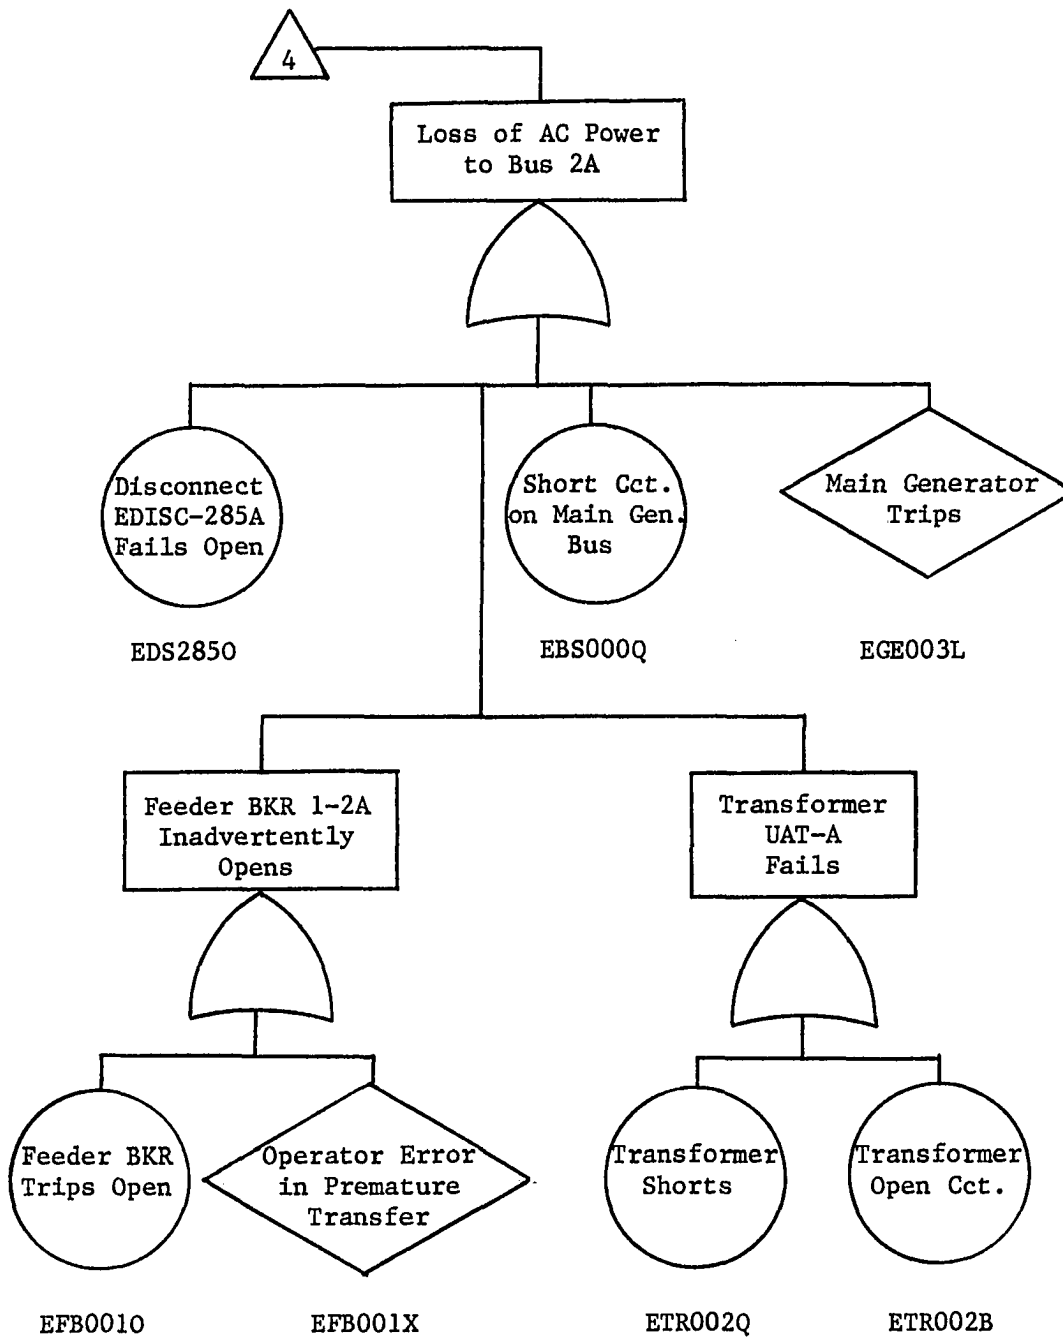 4
Loss of AC Power
to Bus 2A
Disconnect
EDISC-285A
Fails Open
Short Cct.
on Main Gen.
Bus
Main Generator
Trips
EDS285O
EBS000Q
EGE003L
Feeder BKR 1-2A
Inadvertently
Opens
Transformer
UAT-A
Fails
Feeder BKR
Trips Open
Operator Error
in Premature
Transfer
Transformer
Shorts
Transformer
Open Cct.
EFB001O
EFB001X
ETR002Q
ETR002B